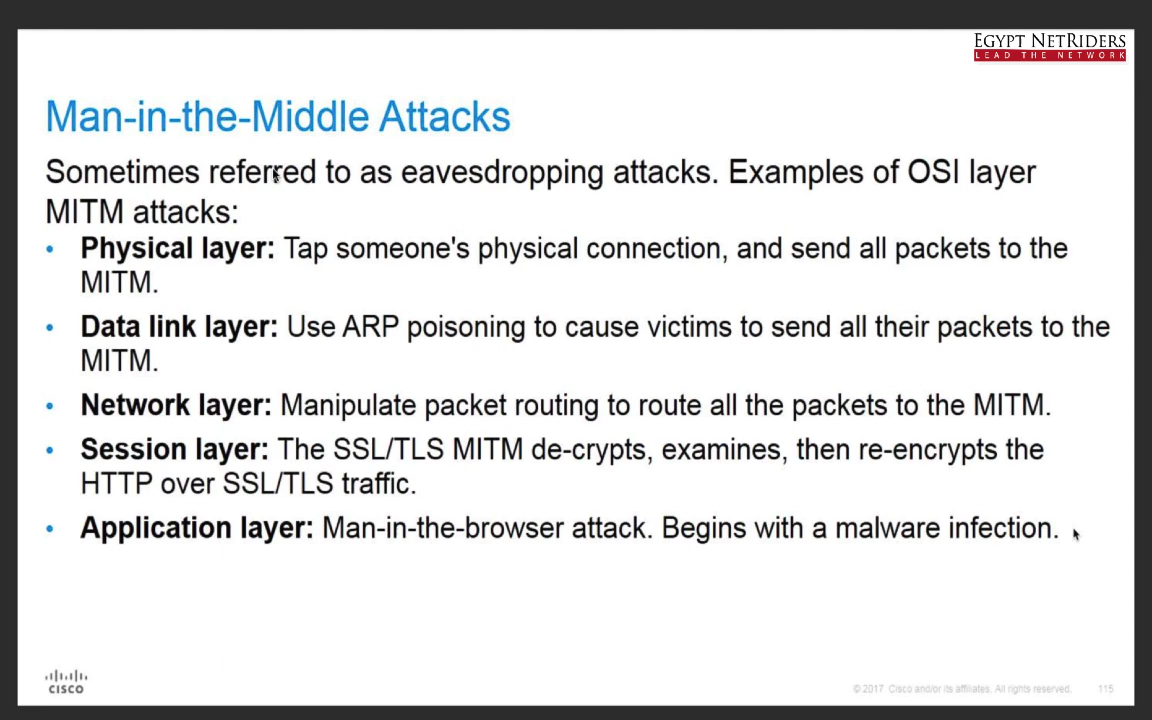 EGYPT NETRIDERS
LEAD THE NETWORK
Man-in-the-Middle Attacks
Sometimes referred to as eavesdropping attacks. Examples of OSI layer
MITM attacks:
• Physical layer: Tap someone's physical connection, and send all packets to the
MITM.
• Data link layer: Use ARP poisoning to cause victims to send all their packets to the
MITM.
• Network layer: Manipulate packet routing to route all the packets to the MITM.
• Session layer: The SSL/TLS MITM de-crypts, examines, then re-encrypts the
HTTP over SSL/TLS traffic.
• Application layer: Man-in-the-browser attack. Begins with a malware infection.
CISCO
© 2017 Cisco and/or its affiliates. All rights reserved. 115